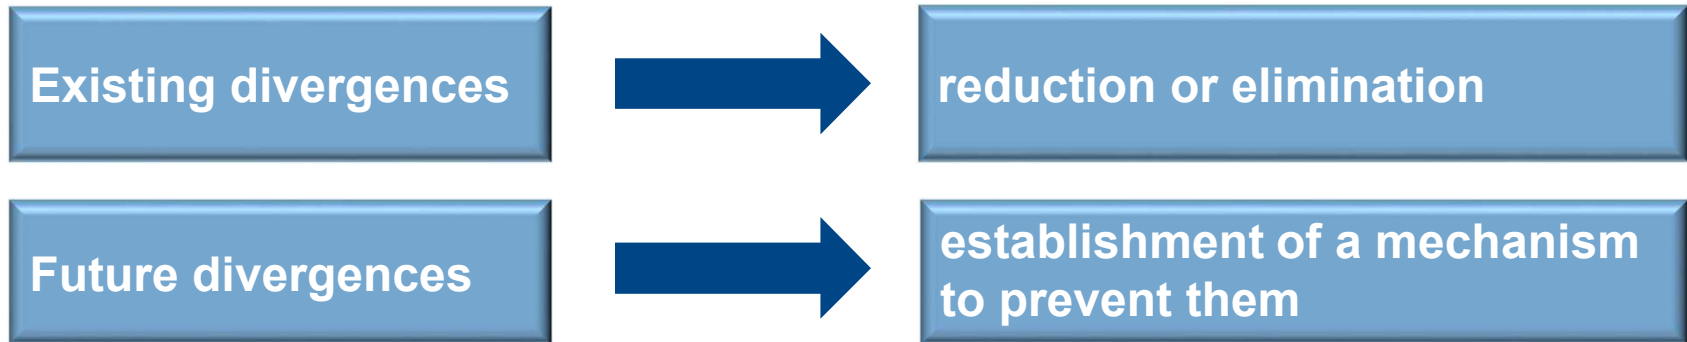 Existing divergences
reduction or elimination
Future divergences
establishment of a mechanism
to prevent them